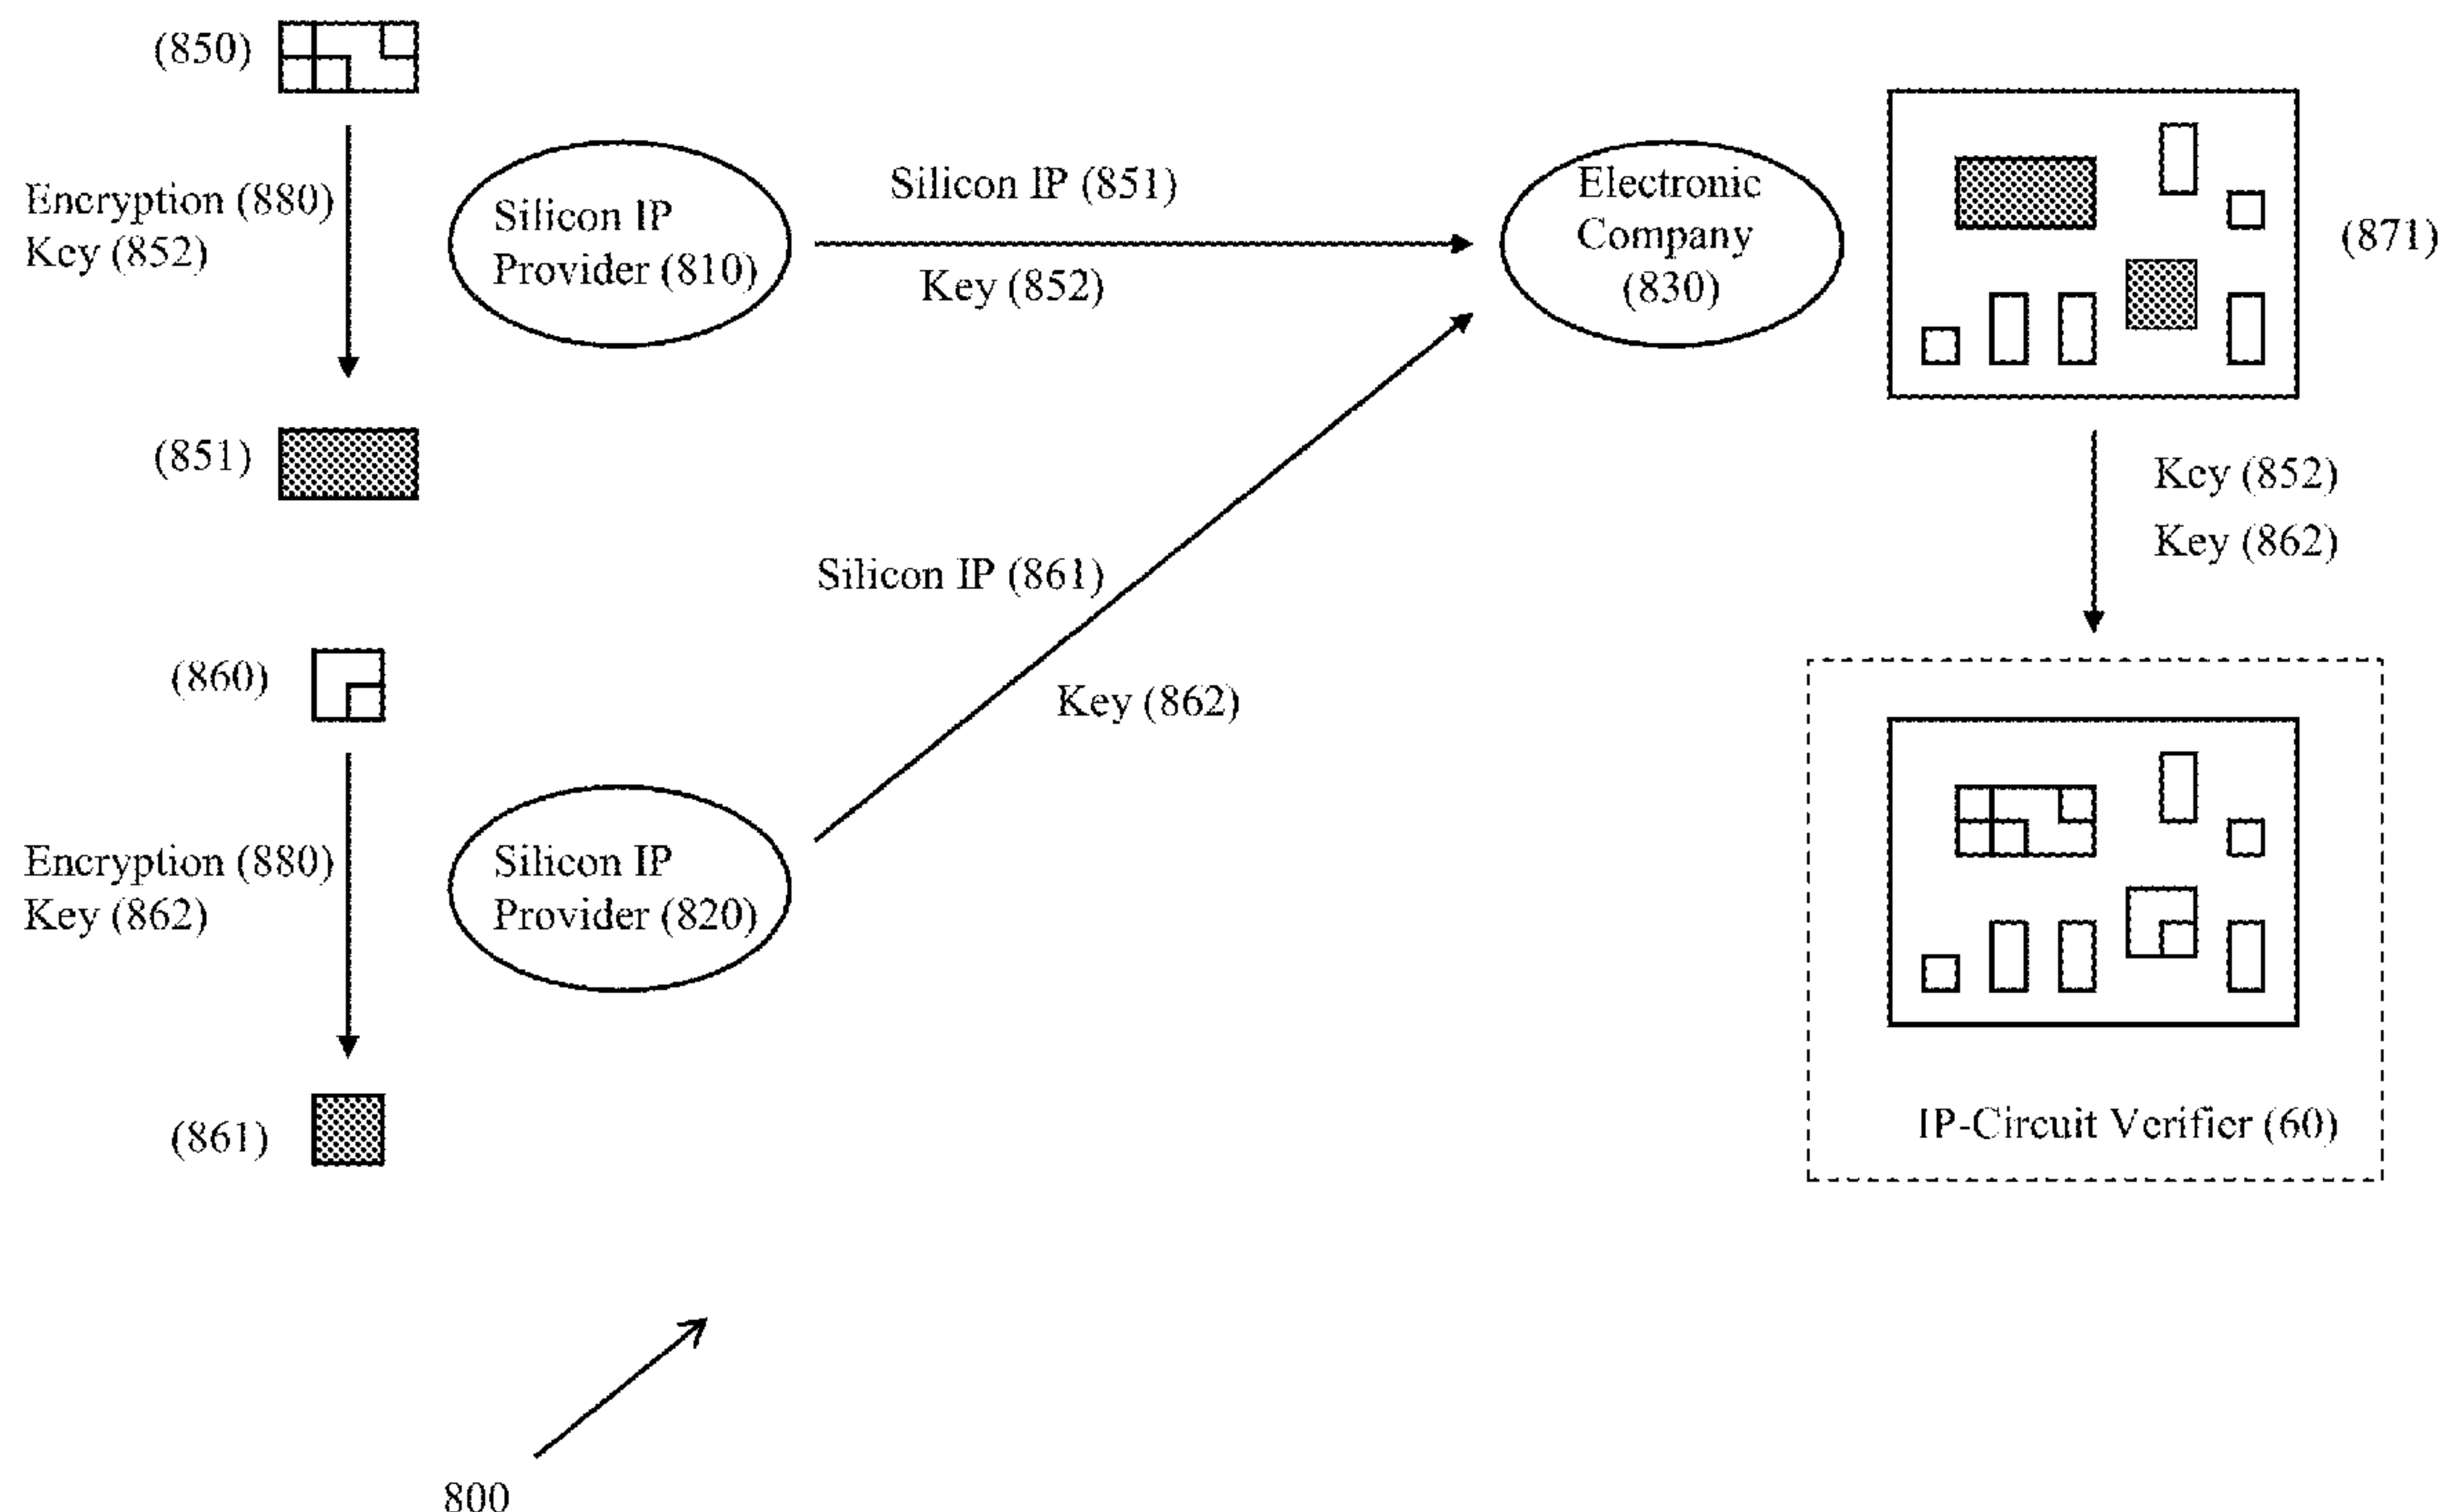 (850)
Encryption (880)
Key (852)
Silicon IP
Provider (810)
Silicon IP (851)
Key (852)
Electronic
Company
(830)
(871)
(851)
Key (852)
Key (862)
Silicon IP (861)
Key (862)
(860)
Encryption (880)
Key (862)
Silicon IP
Provider (820)
(861)
IP-Circuit Verifier (60)
800